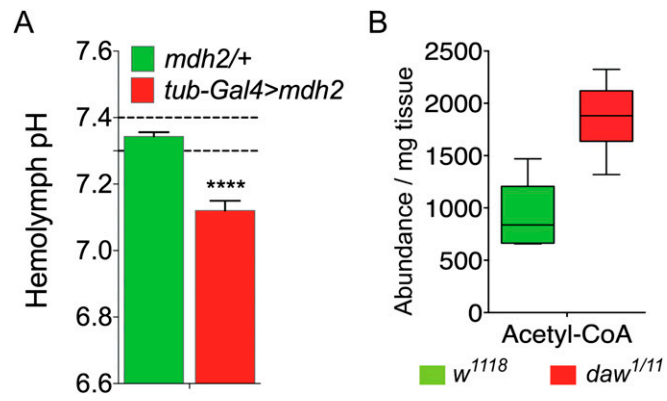 A
Hemolymph pH
7.6
7.4
7.2
7.0
6.8
6.6
mdh2/+
tub-Gal4>mdh2
****
B
Abundance / mg tissue
2500
2000
1500
1000
500
0
Acetyl-CoA
w1118
daw1/11